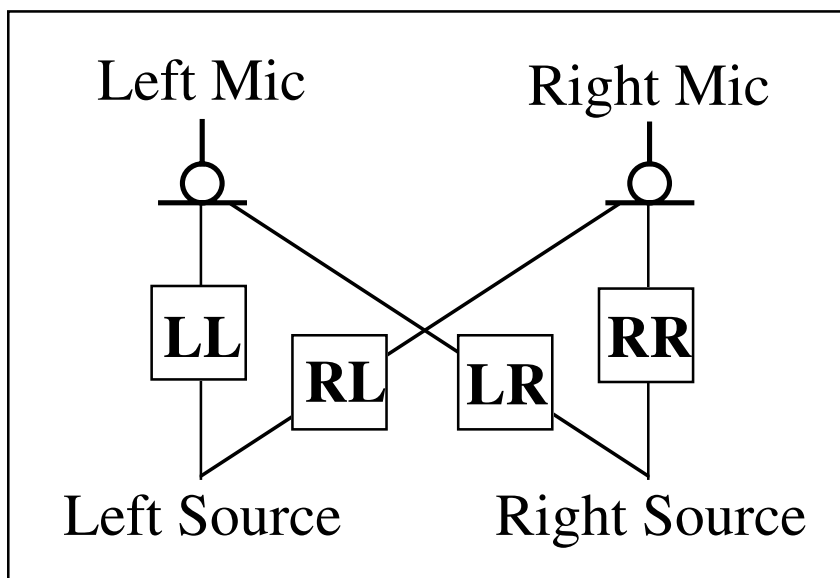 Left Mic
Right Mic
LL
RL
LR
RR
Left Source
Right Source